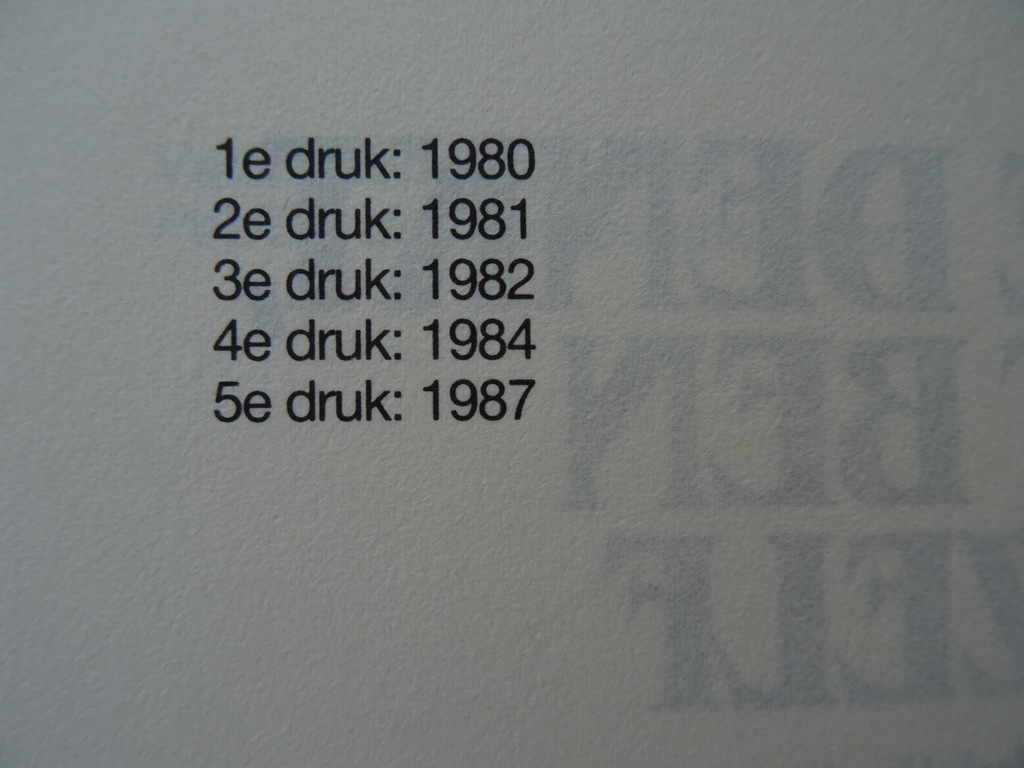 1e druk: 1980
2e druk: 1981
3e druk: 1982
4e druk: 1984
5e druk: 1987